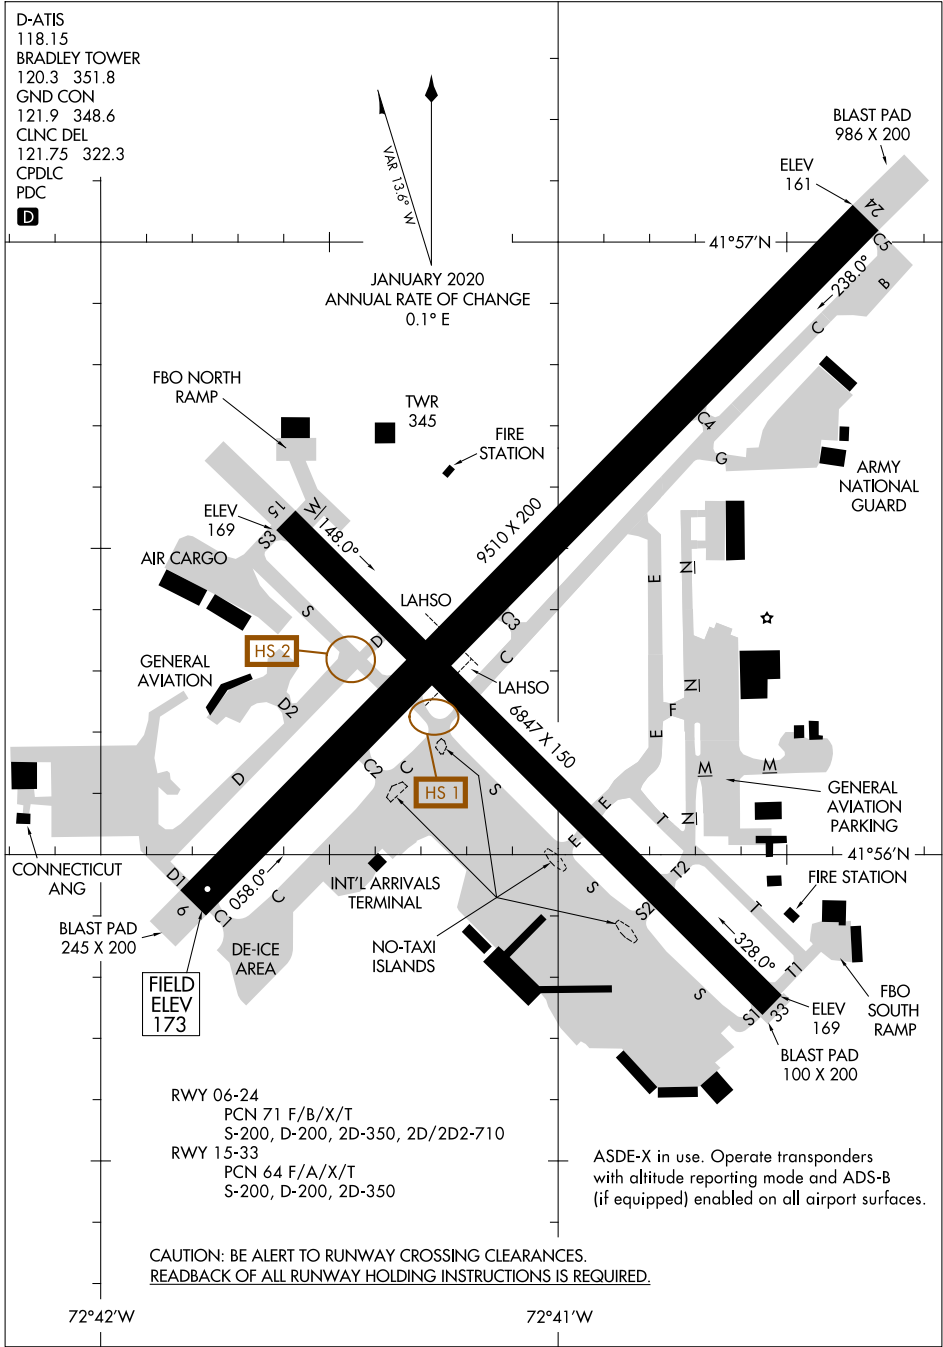 D-ATIS
118.15
BRADLEY TOWER
120.3 351.8
GND CON
121.9 348.6
CLNC DEL
121.75 322.3
CPDLC
PDC
D
VAR 13.6° W
JANUARY 2020
ANNUAL RATE OF CHANGE
0.1° E
BLAST PAD
986 X 200
ELEV
161
24
41°57'N
C5
238.0°
B
C
FBO NORTH
RAMP
TWR
345
FIRE
STATION
C4
G
ARMY
NATIONAL
GUARD
ELEV
169
15
W
148.0°
S3
9510 X 200
AIR CARGO
S
LAHSO
E
N
D
C3
C
HS 2
GENERAL
AVIATION
LAHSO
N
D2
6847 X 150
F
E
C2
C
D
HS 1
S
M
M
E
T
N
GENERAL
AVIATION
PARKING
E
CONNECTICUT
ANG
D1
058.0°
C
INT'L ARRIVALS
TERMINAL
S
T2
41°56'N
FIRE STATION
6
C1
S2
T
BLAST PAD
245 X 200
DE-ICE
AREA
NO-TAXI
ISLANDS
328.0°
T1
FIELD
ELEV
173
S
S1
33
ELEV
169
FBO
SOUTH
RAMP
BLAST PAD
100 X 200
RWY 06-24
PCN 71 F/B/X/T
S-200, D-200, 2D-350, 2D/2D2-710
RWY 15-33
PCN 64 F/A/X/T
S-200, D-200, 2D-350
ASDE-X in use. Operate transponders
with altitude reporting mode and ADS-B
(if equipped) enabled on all airport surfaces.
CAUTION: BE ALERT TO RUNWAY CROSSING CLEARANCES.
READBACK OF ALL RUNWAY HOLDING INSTRUCTIONS IS REQUIRED.
72°42'W
72°41'W